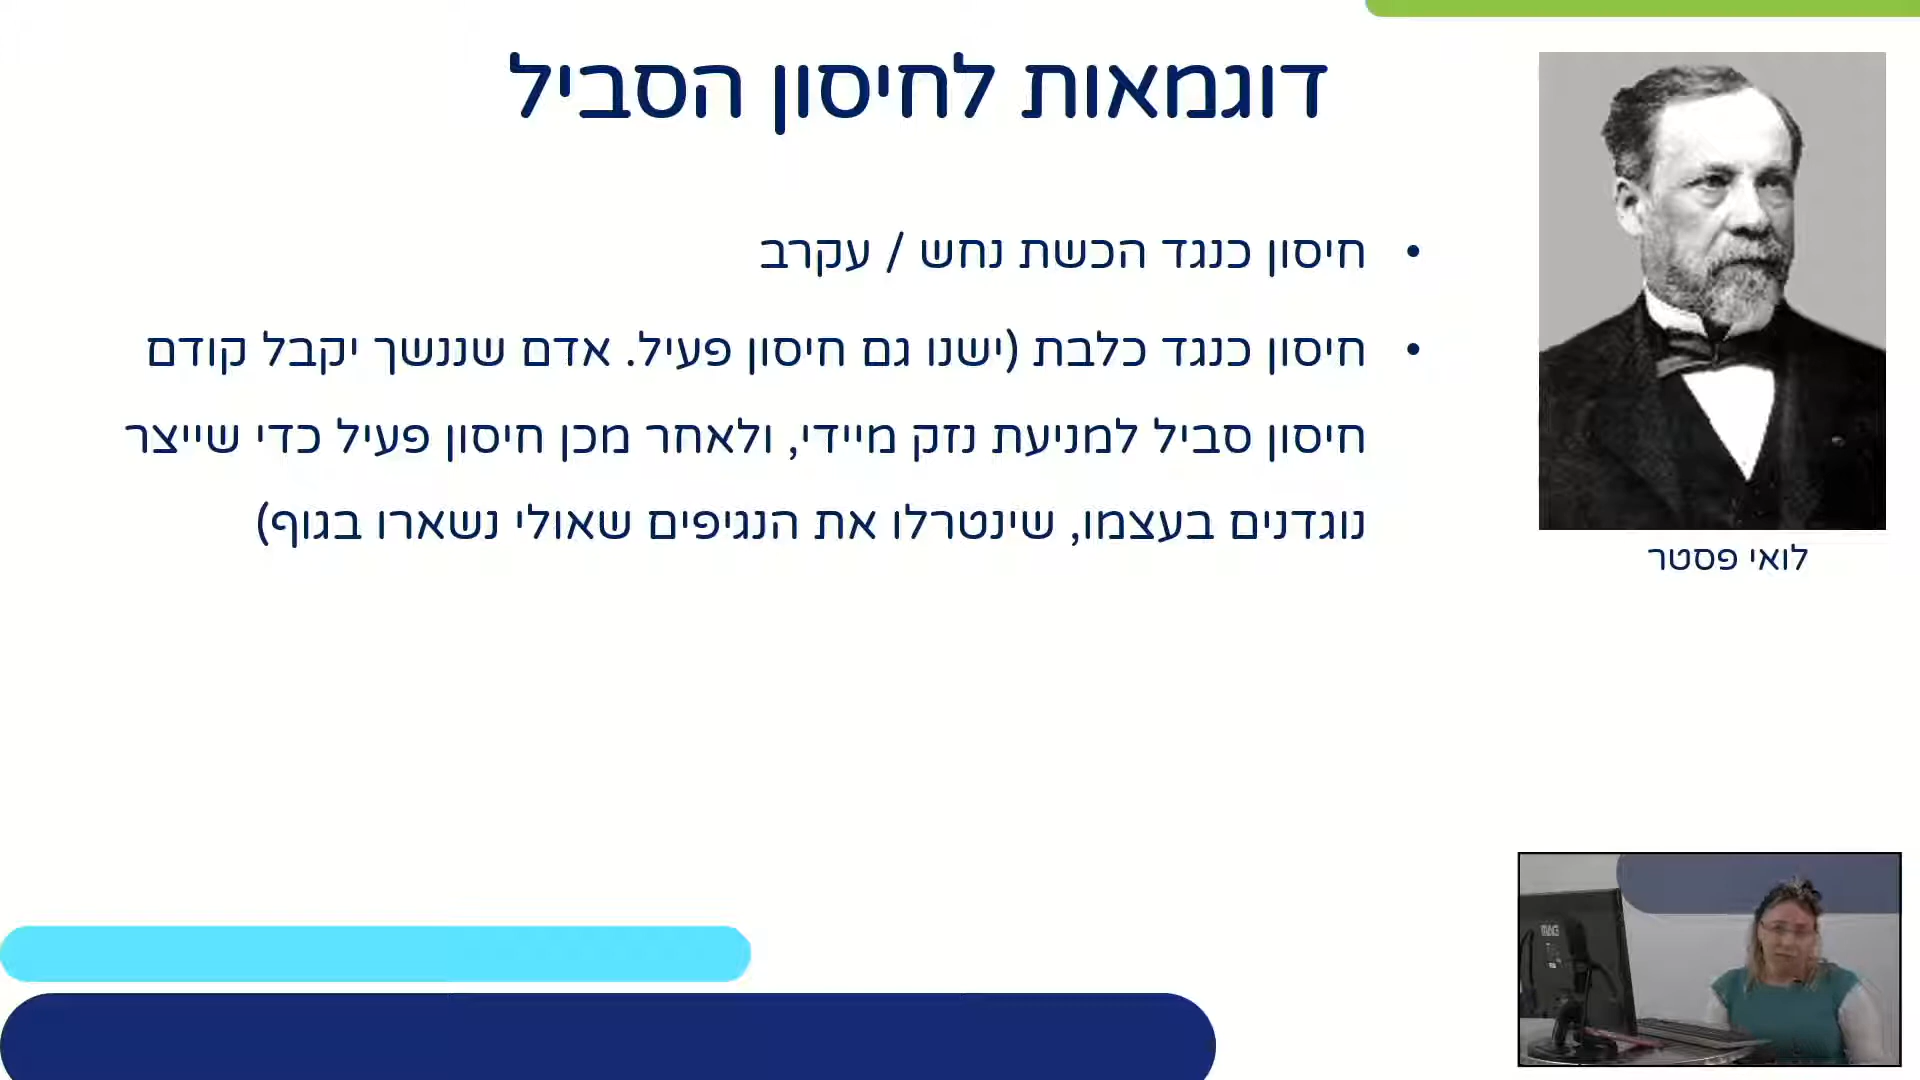 דוגמאות לחיסון הסביל
חיסון כנגד הכשת נחש / עקרב
חיסון כנגד כלבת (ישנו גם חיסון פעיל. אדם שננשך יקבל קודם
חיסון סביל למניעת נזק מיידי, ולאחר מכן חיסון פעיל כדי שייצר
נוגדנים בעצמו, שינטרלו את הנגיפים שאולי נשארו בגוף)
לואי פסטר